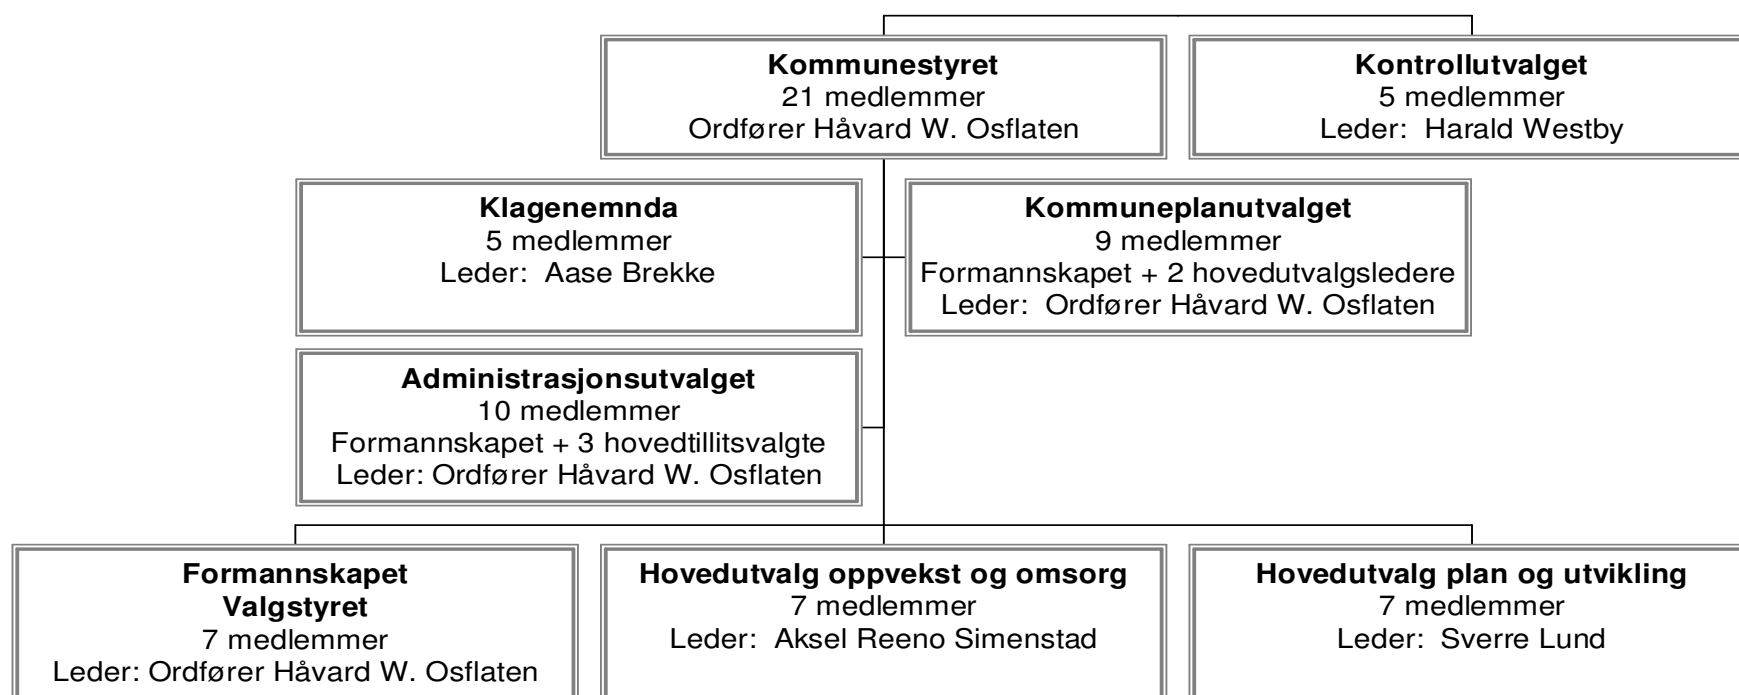 Kommunestyret
21 medlemmer
Ordfører Håvard W. Osflaten
Kontrollutvalget
5 medlemmer
Leder:  Harald Westby
Klagenemnda
5 medlemmer
Leder:  Aase Brekke
Kommuneplanutvalget
9 medlemmer
Formannskapet + 2 hovedutvalgsledere
Leder:  Ordfører Håvard W. Osflaten
Administrasjonsutvalget
10 medlemmer
Formannskapet + 3 hovedtillitsvalgte
Leder: Ordfører Håvard W. Osflaten
Formannskapet
Valgstyret
7 medlemmer
Leder: Ordfører Håvard W. Osflaten
Hovedutvalg oppvekst og omsorg
7 medlemmer
Leder:  Aksel Reeno Simenstad
Hovedutvalg plan og utvikling
7 medlemmer
Leder:  Sverre Lund